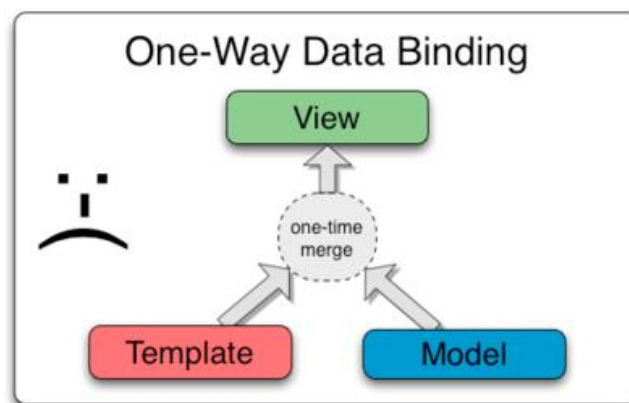 One-Way Data Binding
View
one-time
merge
Template
Model